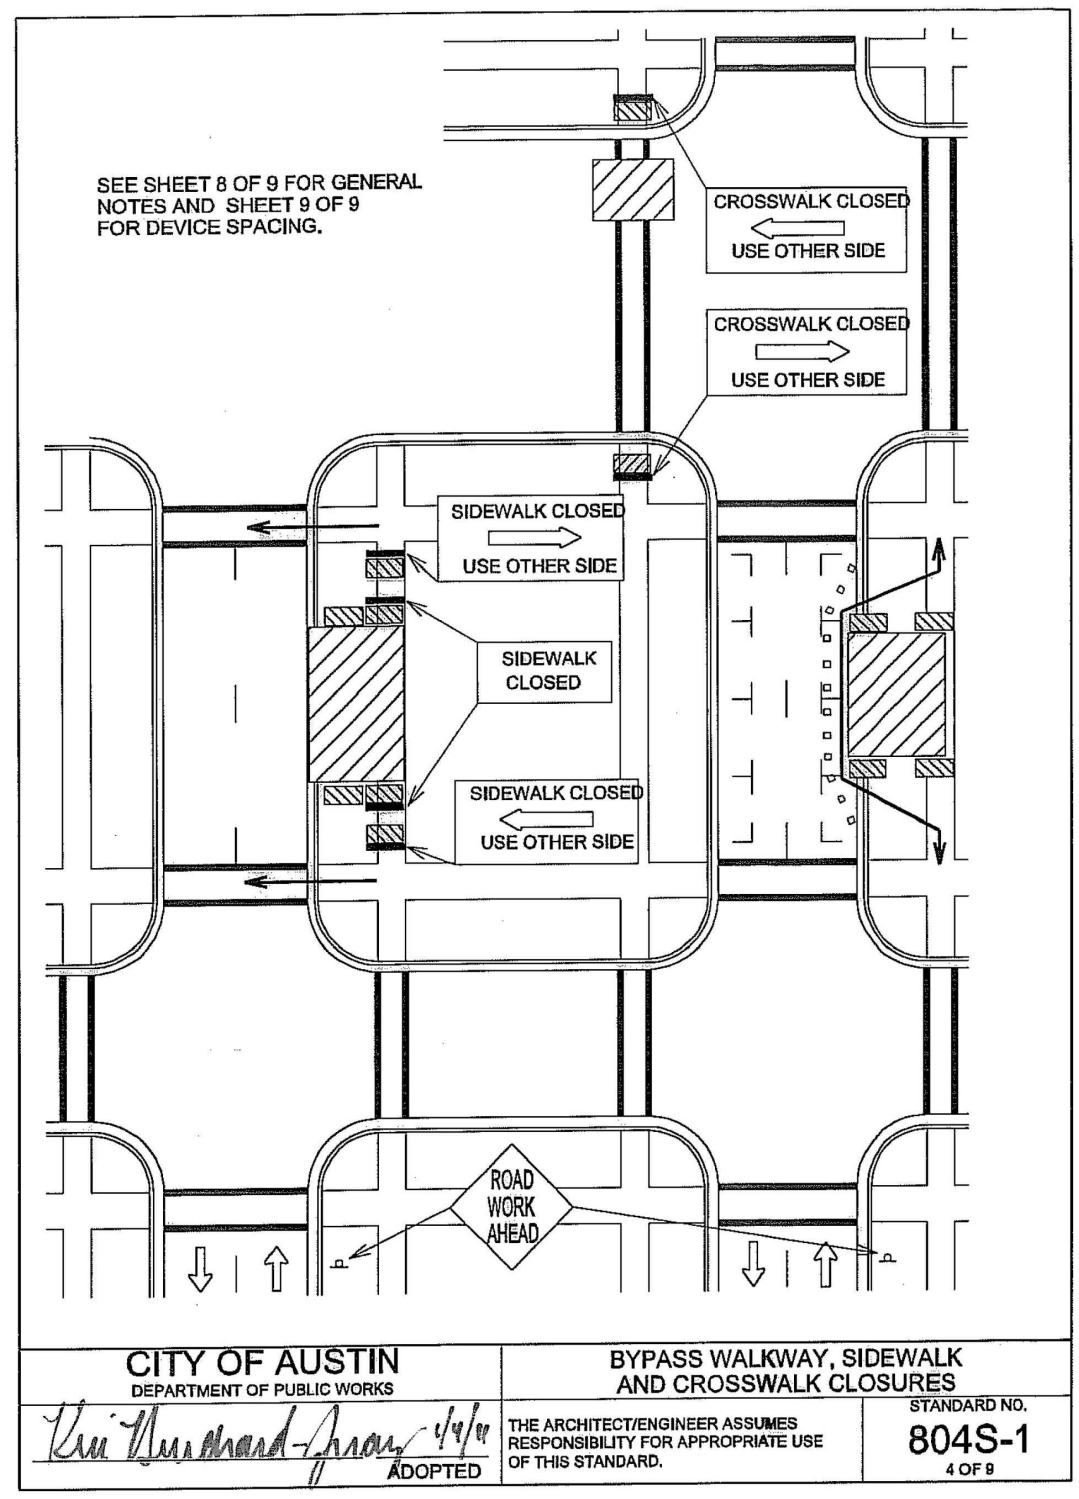 SEE SHEET 8 OF 9 FOR GENERAL
NOTES AND SHEET 9 OF 9
FOR DEVICE SPACING.
CROSSWALK CLOSED
USE OTHER SIDE
CROSSWALK CLOSED
USE OTHER SIDE
SIDEWALK CLOSED
USE OTHER SIDE
SIDEWALK
CLOSED
SIDEWALK CLOSED
USE OTHER SIDE
ROAD
WORK
AHEAD
CITY OF AUSTIN
DEPARTMENT OF PUBLIC WORKS
ADOPTED
BYPASS WALKWAY, SIDEWALK
AND CROSSWALK CLOSURES
THE ARCHITECT/ENGINEER ASSUMES
RESPONSIBILITY FOR APPROPRIATE USE
OF THIS STANDARD.
STANDARD NO.
804S-1
4 OF 9